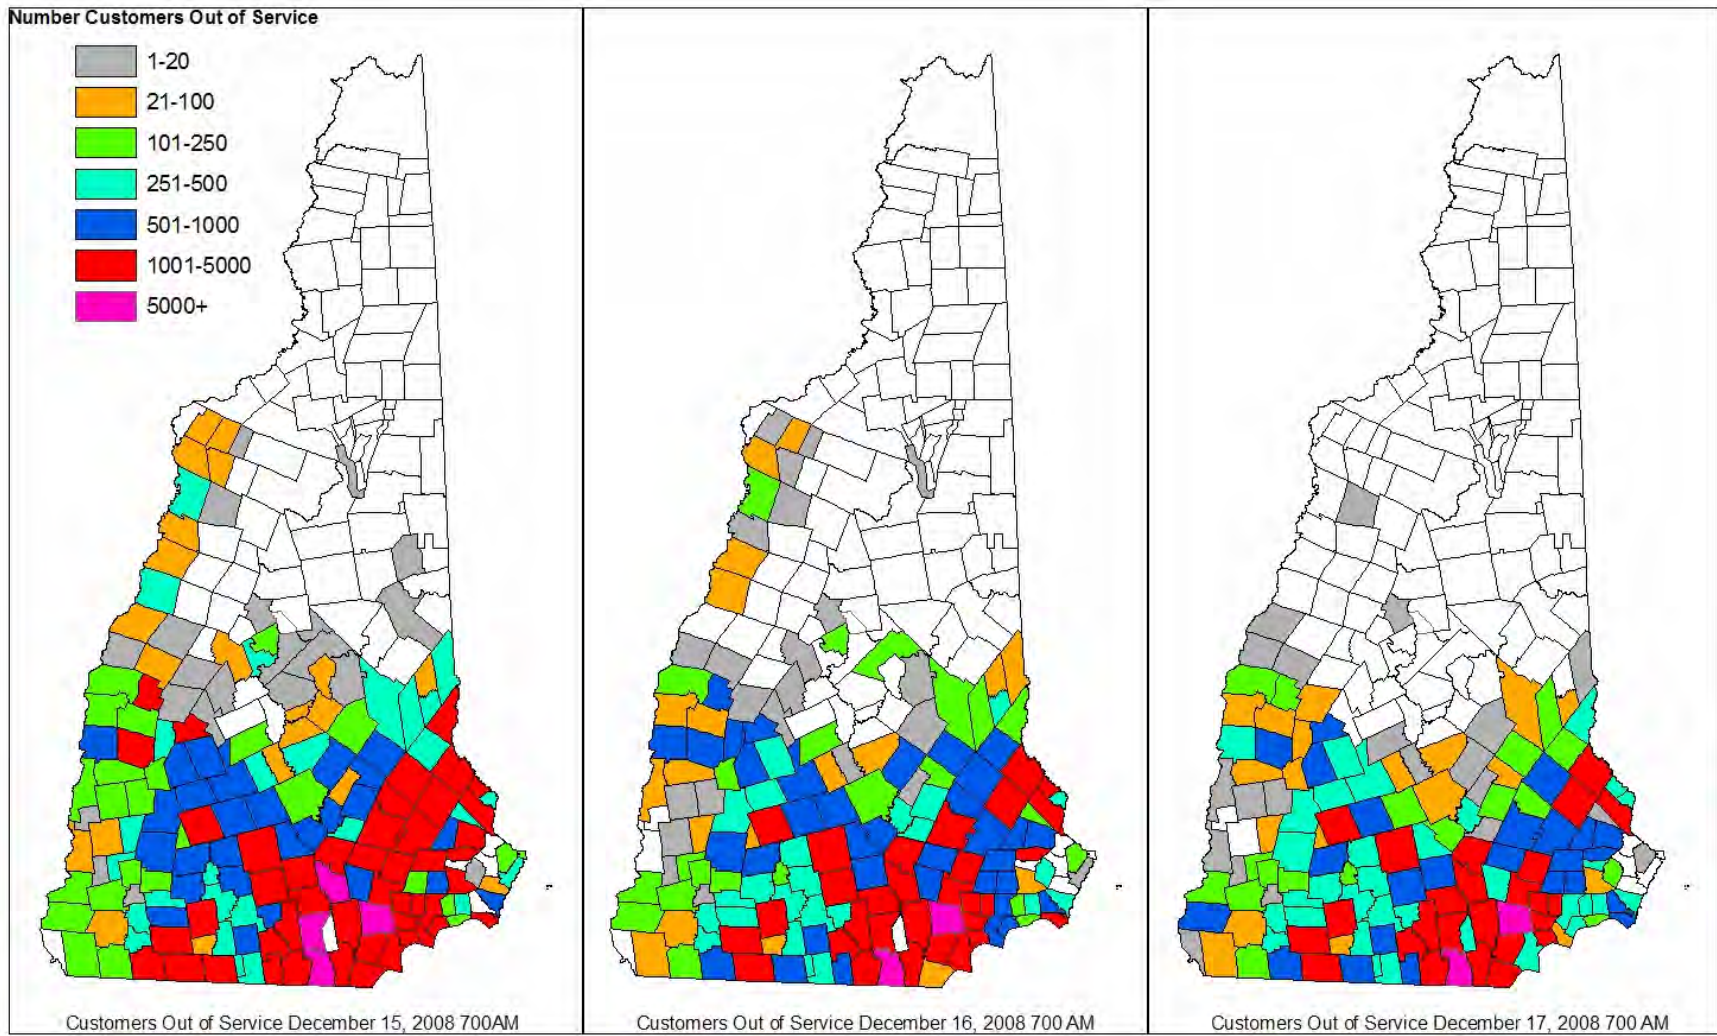 Number Customers Out of Service
1-20
21-100
101-250
251-500
501-1000
1001-5000
5000+
Customers Out of Service December 15, 2008 700AM
Customers Out of Service December 16, 2008 700 AM
Customers Out of Service December 17, 2008 700 AM